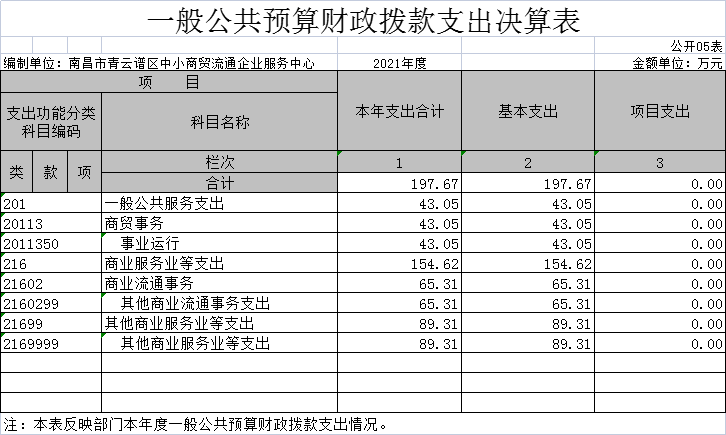 一般公共预算财政拨款支出决算表
公开05表
编制单位：南昌市青云谱区中小商贸流通企业服务中心 2021年度 金额单位：万元
项 目 本年支出合计 基本支出 项目支出
支出功能分类科目编码 科目名称
类 款 项 栏次 1 2 3
合计 197.67 197.67 0.00
201 一般公共服务支出 43.05 43.05 0.00
20113 商贸事务 43.05 43.05 0.00
2011350 事业运行 43.05 43.05 0.00
216 商业服务业等支出 154.62 154.62 0.00
21602 商业流通事务 65.31 65.31 0.00
2160299 其他商业流通事务支出 65.31 65.31 0.00
21699 其他商业服务业等支出 89.31 89.31 0.00
2169999 其他商业服务业等支出 89.31 89.31 0.00
注：本表反映部门本年度一般公共预算财政拨款支出情况。